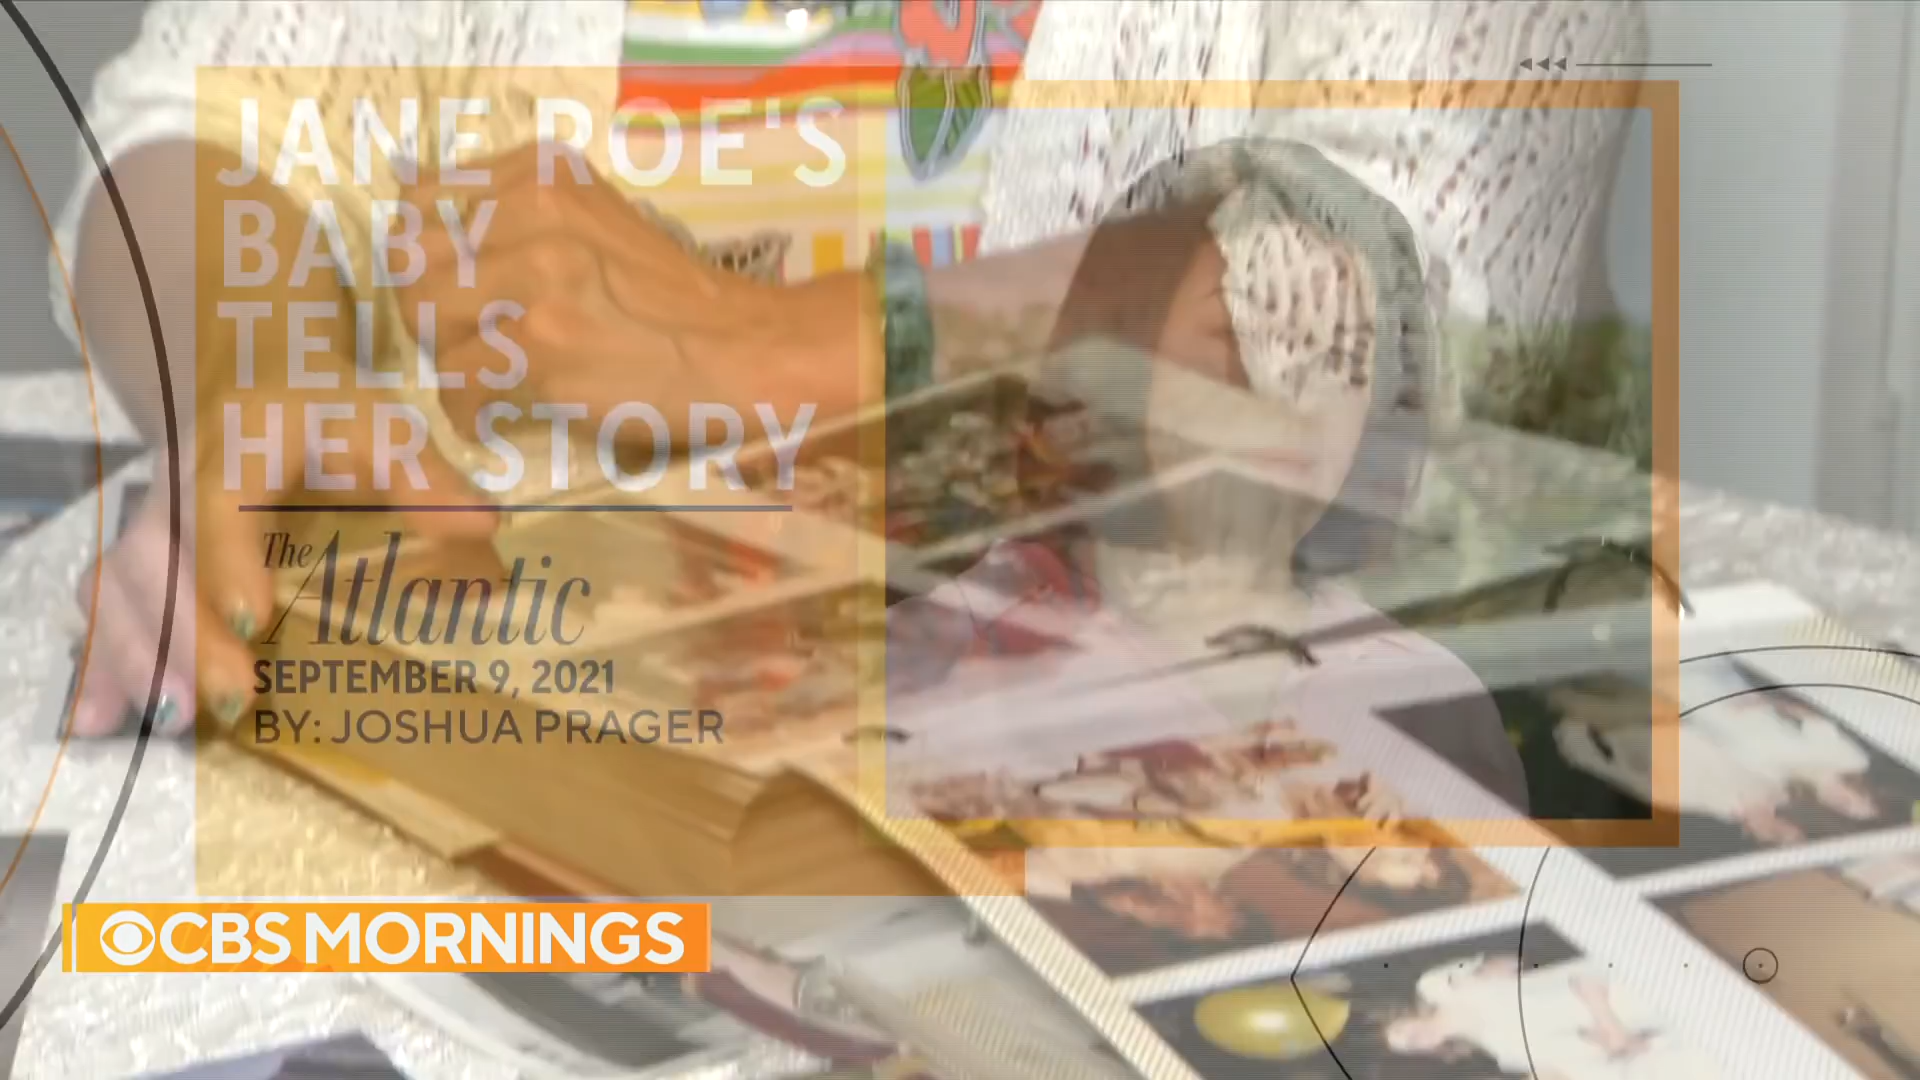 JANE ROE'S
BABY
TELLS
HER STORY
The Atlantic
SEPTEMBER 9, 2021
BY: JOSHUA PRAGER
CBS MORNINGS